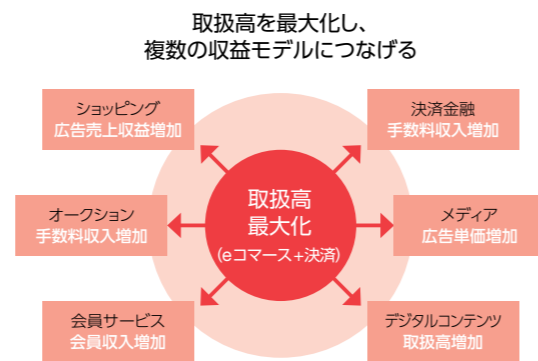 取扱高を最大化し、
複数の収益モデルにつなげる
ショッピング
広告売上収益増加
決済金融
手数料収入増加
オークション
手数料収入増加
取扱高
最大化
(eコマース+決済)
メディア
広告単価増加
会員サービス
会員収入増加
デジタルコンテンツ
取扱高増加